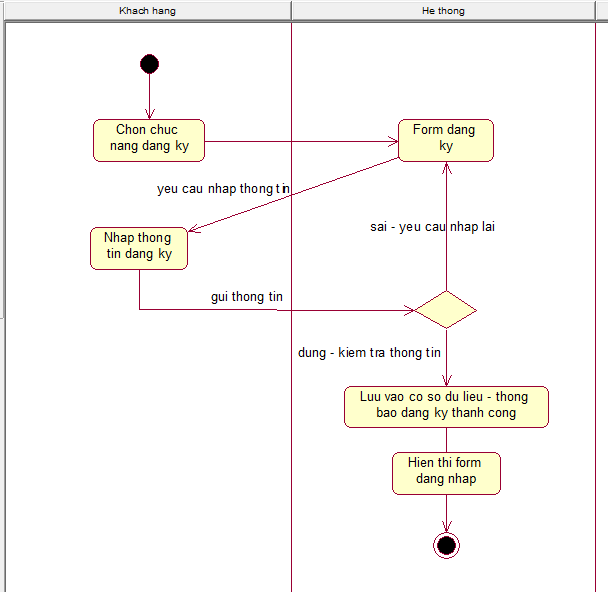 Khach hang
He thong
Chon chuc
nang dang ky
Form dang
ky
yeu cau nhap thong tin
Nhap thong
tin dang ky
sai - yeu cau nhap lai
gui thong tin
dung - kiem tra thong tin
Luu vao co so du lieu - thong
bao dang ky thanh cong
Hien thi form
dang nhap